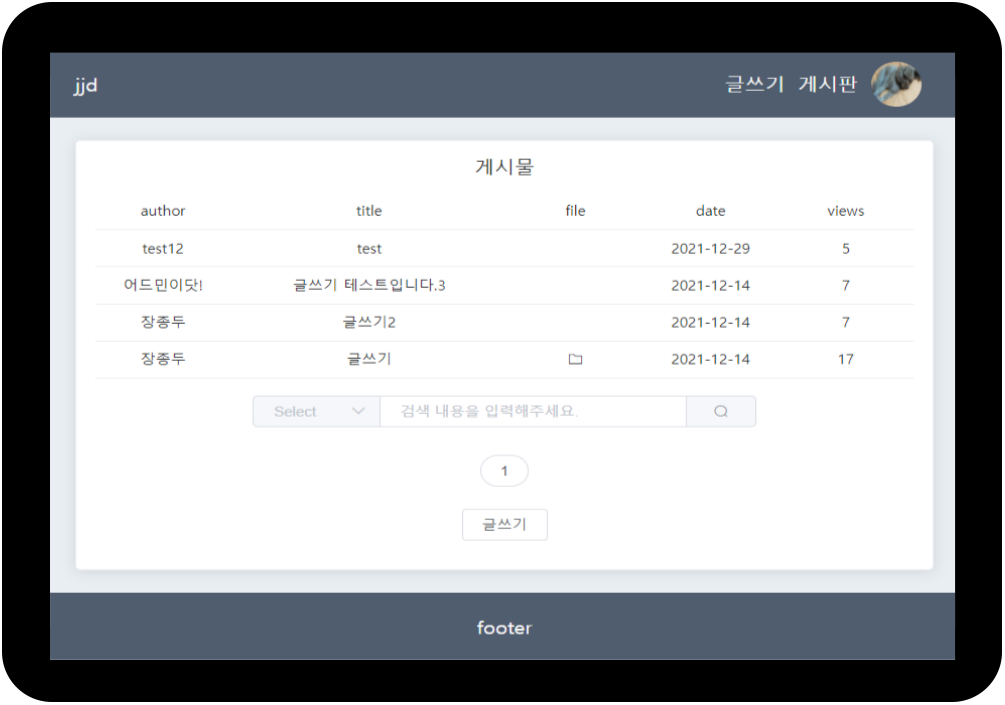 jjd 글쓰기 게시판
게시물
author title file date views
test12 test 2021-12-29 5
어드민이닷! 글쓰기 테스트입니다.3 2021-12-14 7
장종두 글쓰기2 2021-12-14 7
장종두 글쓰기 2021-12-14 17
Select 검색 내용을 입력해주세요.
1
글쓰기
footer